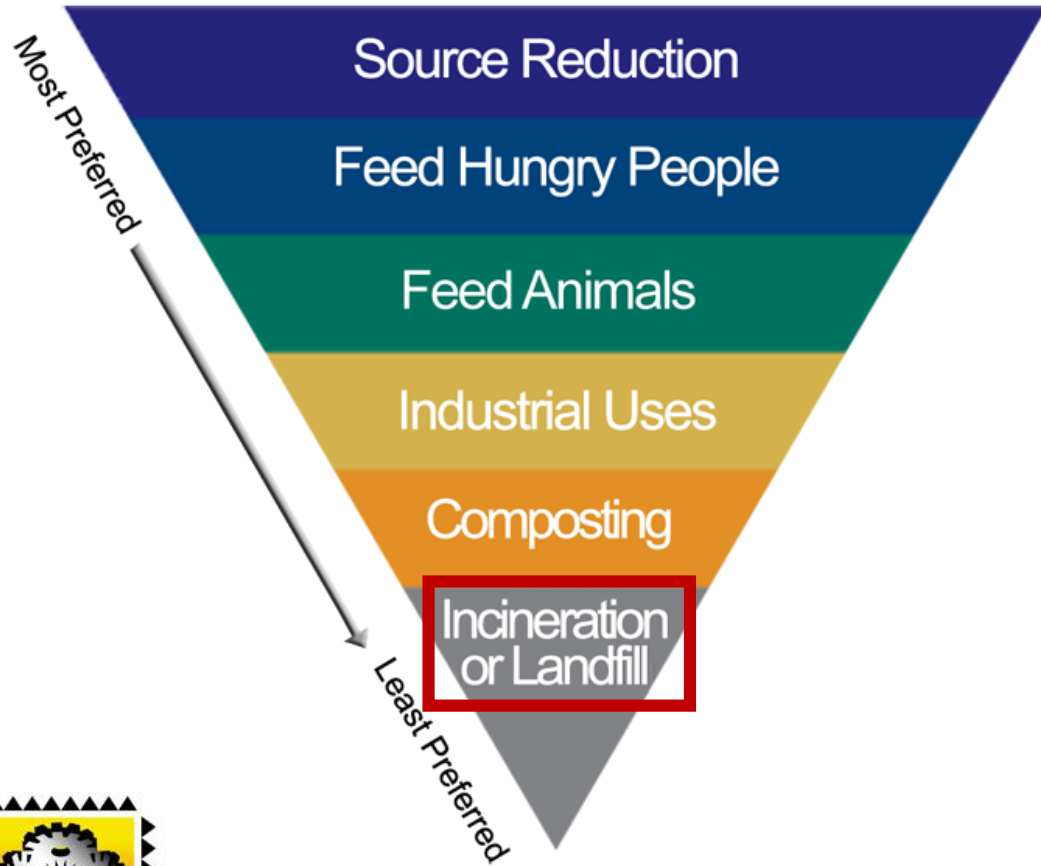 Source Reduction
Most Preferred
Feed Hungry People
Feed Animals
Industrial Uses
Composting
Incineration
or Landfill
Least Preferred